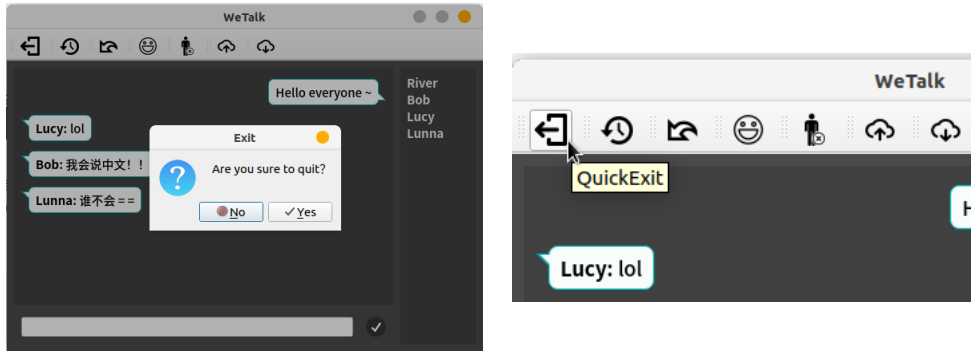 WeTalk
River
Hello everyone ~
Bob
Lucy
Lunna
Lucy: lol
Bob: 我会说中文！！
Lunna: 谁不会 = =
Exit
Are you sure to quit?
No
Yes
WeTalk
QuickExit
H
Lucy: lol